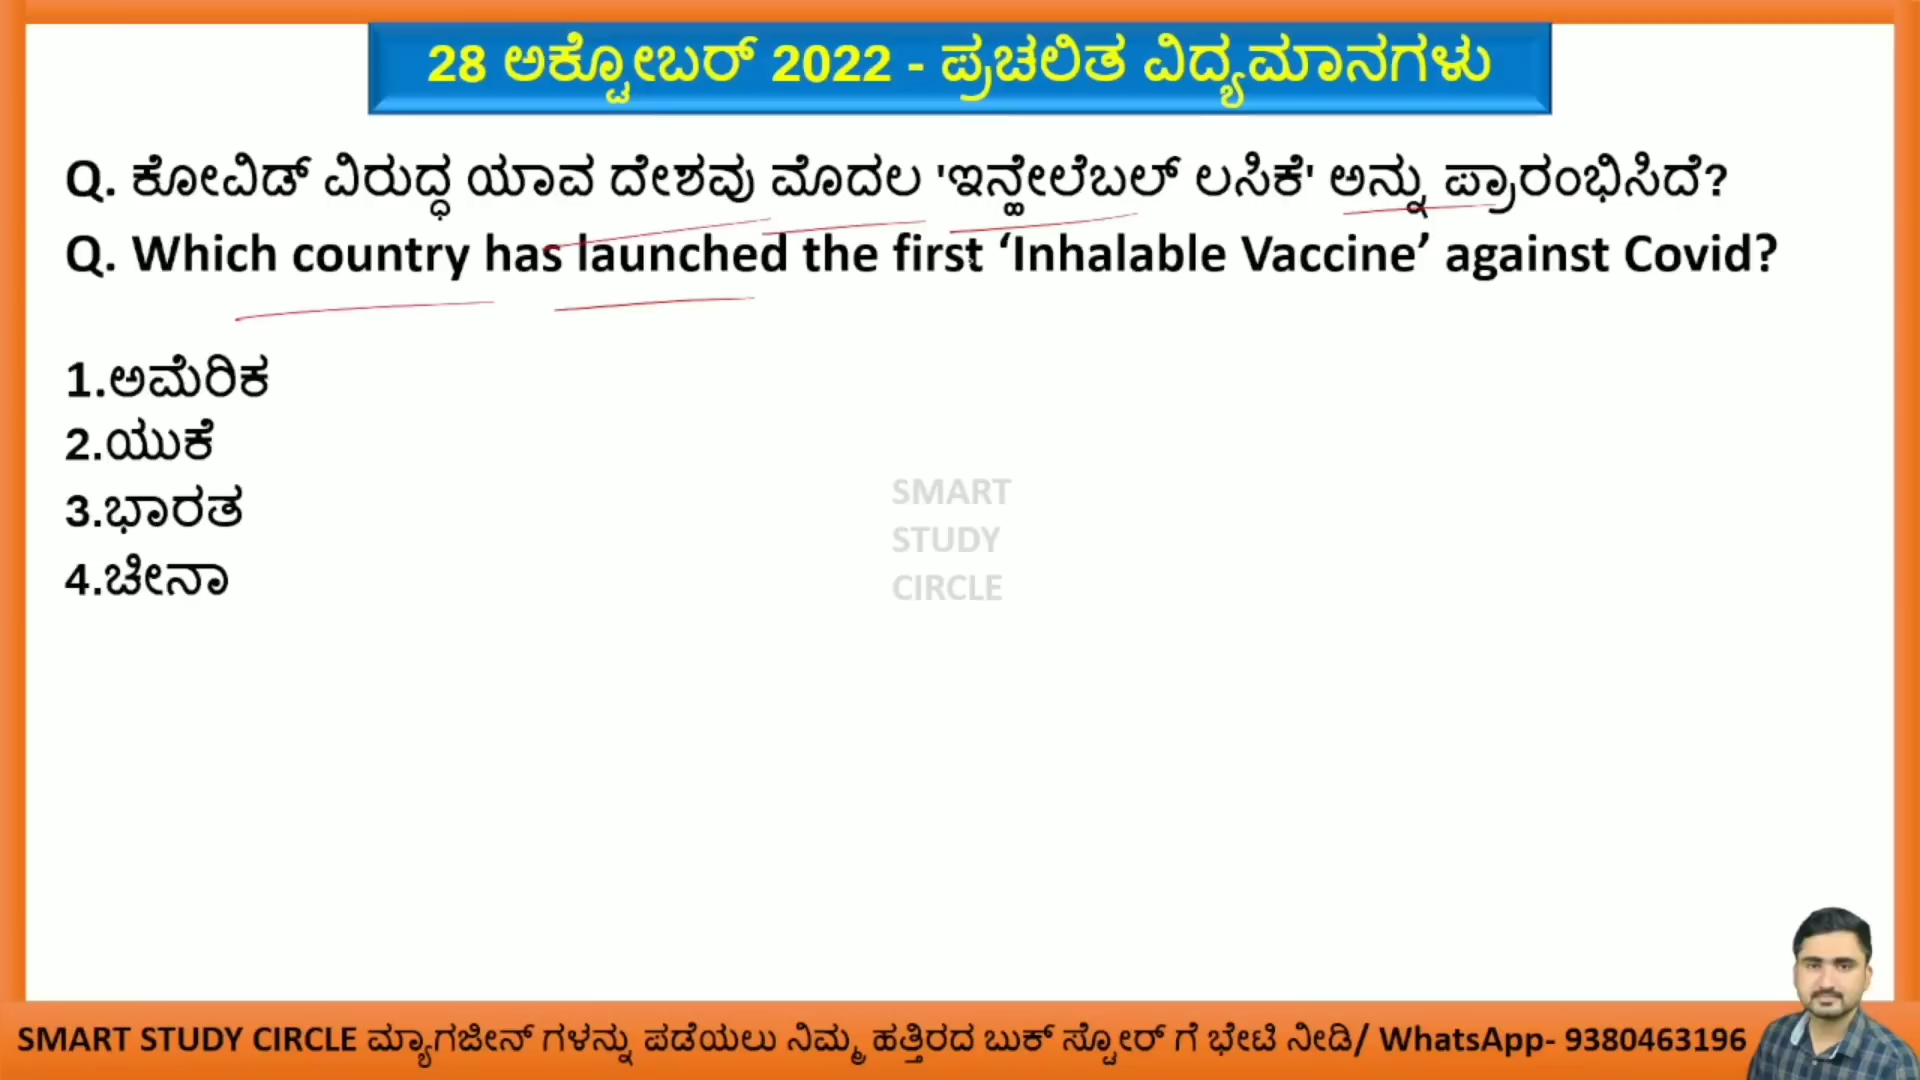 28 ಅಕ್ಟೋಬರ್ 2022 - ಪ್ರಚಲಿತ ವಿದ್ಯಮಾನಗಳು
Q. ಕೋವಿಡ್ ವಿರುದ್ಧ ಯಾವ ದೇಶವು ಮೊದಲ 'ಇನ್ಹೇಲೆಬಲ್ ಲಸಿಕೆ' ಅನ್ನು ಪ್ರಾರಂಭಿಸಿದೆ?
Q. Which country has launched the first ‘Inhalable Vaccine’ against Covid?
1.ಅಮೆರಿಕ
2.ಯುಕೆ
3.ಭಾರತ
4.ಚೀನಾ
SMART
STUDY
CIRCLE
SMART STUDY CIRCLE ಮ್ಯಾಗಜೀನ್ ಗಳನ್ನು ಪಡೆಯಲು ನಿಮ್ಮ ಹತ್ತಿರದ ಬುಕ್ ಸ್ಟೋರ್ ಗೆ ಭೇಟಿ ನೀಡಿ/ WhatsApp- 9380463196